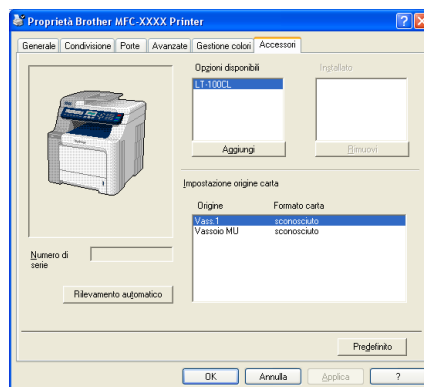 Proprietà Brother MFC-XXXX Printer
Generale Condivisione Porte Avanzate Gestione colori Accessori
Opzioni disponibili
Installato
LT-100CL
Aggiungi
Rimuovi
Impostazione origine carta
Origine Formato carta
Vass.1 sconosciuto
Vassoio MU sconosciuto
Numero di
serie
Rilevamento automatico
Predefinito
OK Annulla Applica ?